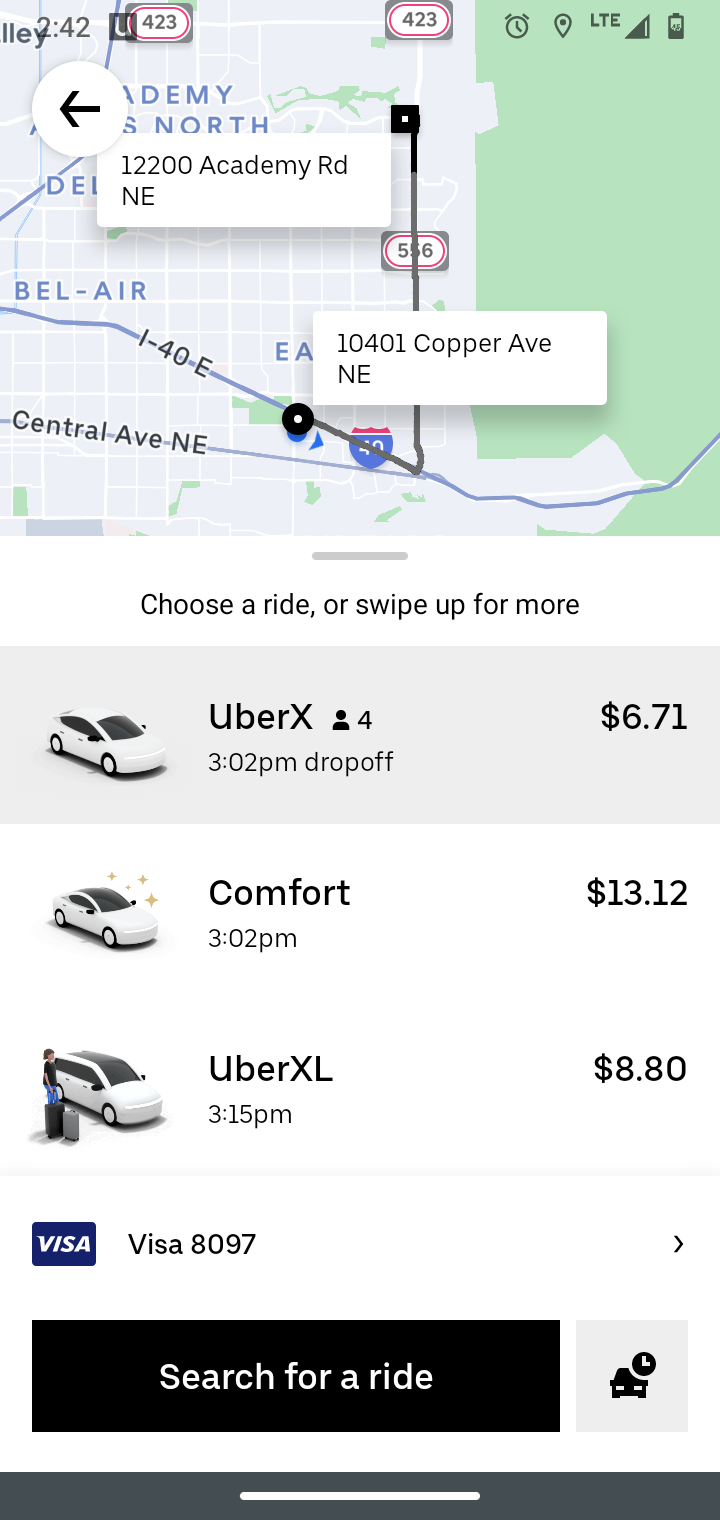 lley
2:42
U
423
423
LTE
45
ADEMY
S NORTH
12200 Academy Rd
NE
DEL
556
BEL-AIR
I-40 E
EA
10401 Copper Ave
NE
Central Ave NE
40
Choose a ride, or swipe up for more
UberX 4 $6.71
3:02pm dropoff
Comfort $13.12
3:02pm
UberXL $8.80
3:15pm
VISA Visa 8097
Search for a ride